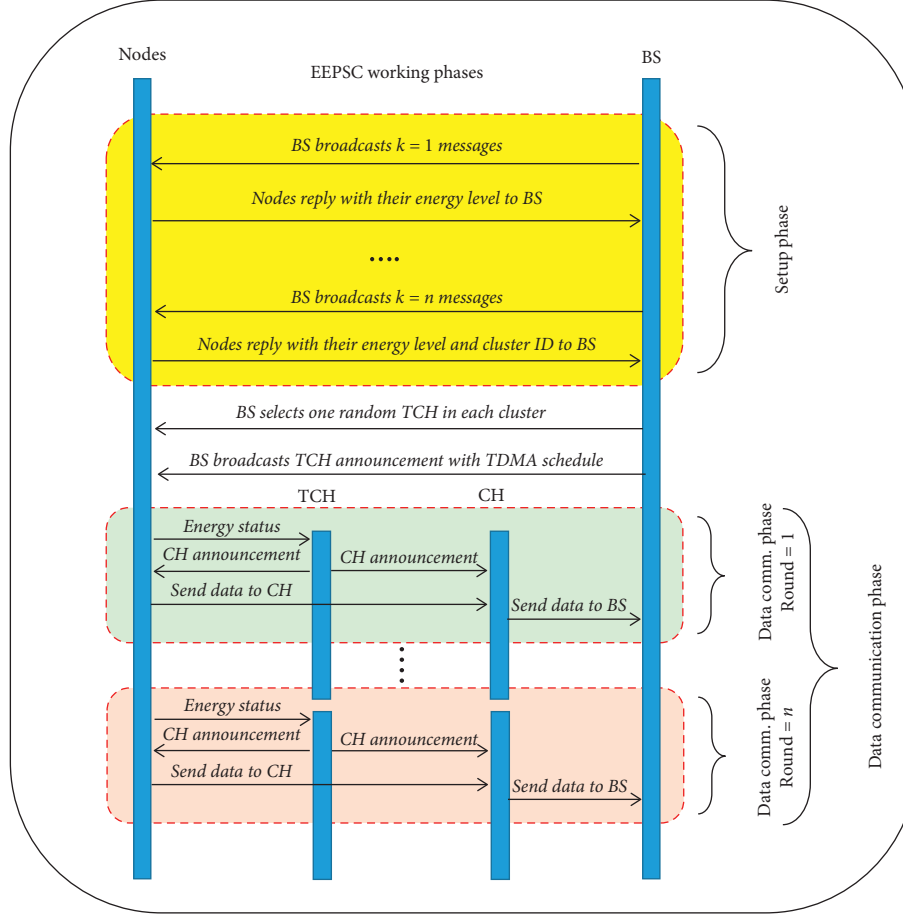 Nodes
BS
EEPSC working phases
BS broadcasts k = 1 messages
Nodes reply with their energy level to BS
....
BS broadcasts k = n messages
Nodes reply with their energy level and cluster ID to BS
Setup phase
BS selects one random TCH in each cluster
BS broadcasts TCH announcement with TDMA schedule
TCH
CH
Energy status
CH announcement
CH announcement
Send data to CH
Send data to BS
Data comm. phase
Round = 1
....
Energy status
CH announcement
CH announcement
Send data to CH
Send data to BS
Data comm. phase
Round = n
Data communication phase